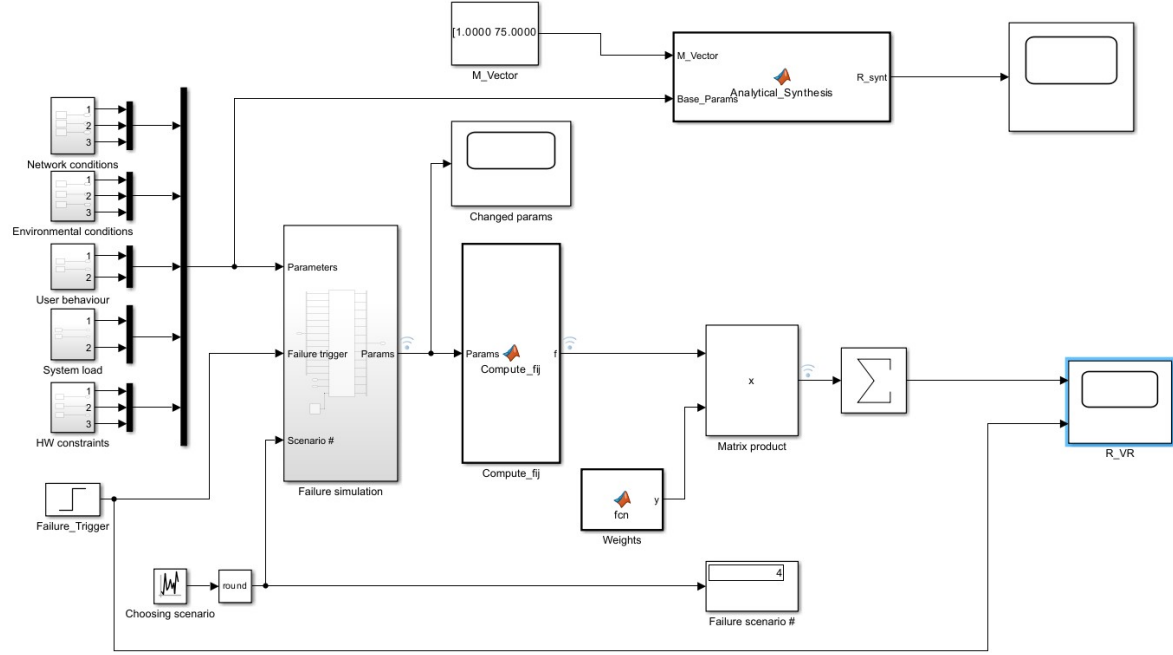 [1.0000 75.0000
M_Vector
M_Vector
Base_Params
R_synt
Analytical_Synthesis
1
2
3
Network conditions
1
2
3
Environmental conditions
1
2
User behaviour
1
2
System load
1
2
3
HW constraints
Changed params
Parameters
Failure trigger
Scenario #
Params
Failure simulation
Params
f
Compute_fij
Compute_fij
x
Matrix product
R_VR
fcn
y
Weights
Failure_Trigger
Choosing scenario
round
4
Failure scenario #